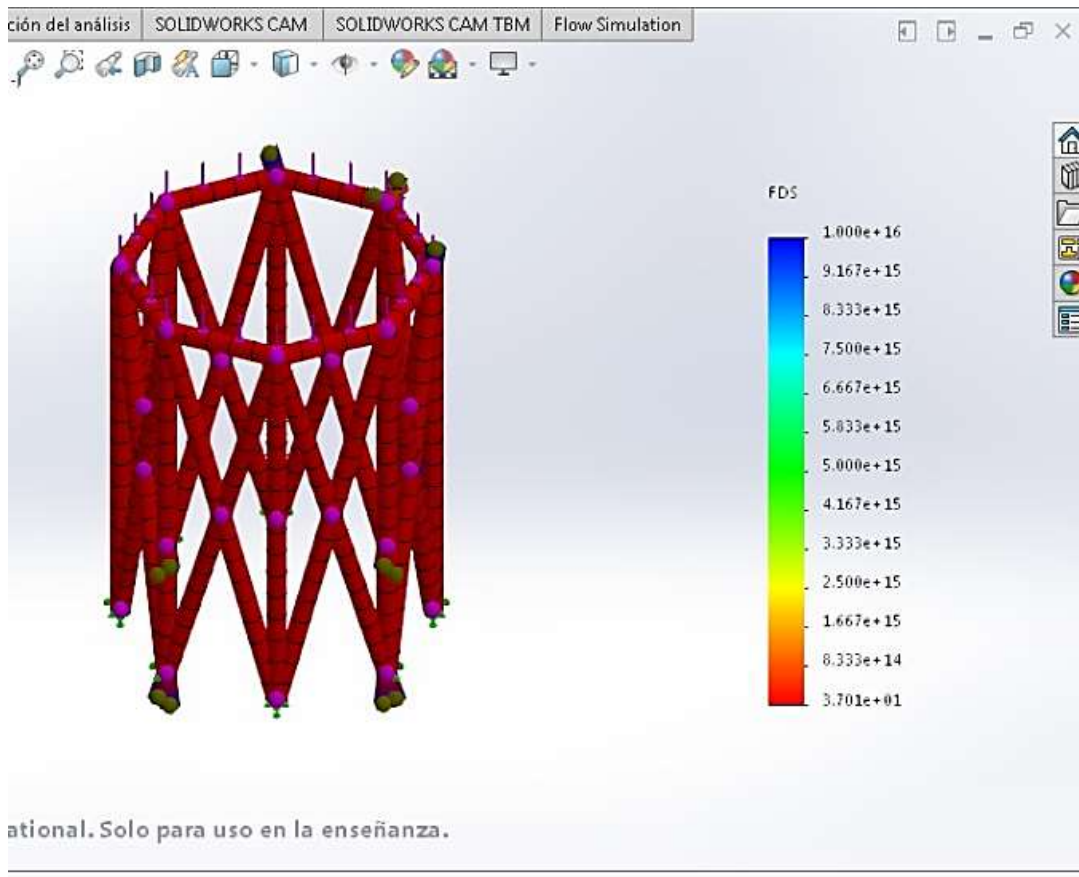 ción del análisis SOLIDWORKS CAM SOLIDWORKS CAM TBM Flow Simulation
FDS
1.000e+16
9.167e+15
8.333e+15
7.500e+15
6.667e+15
5.833e+15
5.000e+15
4.167e+15
3.333e+15
2.500e+15
1.667e+15
8.333e+14
3.701e+01
ational. Solo para uso en la enseñanza.